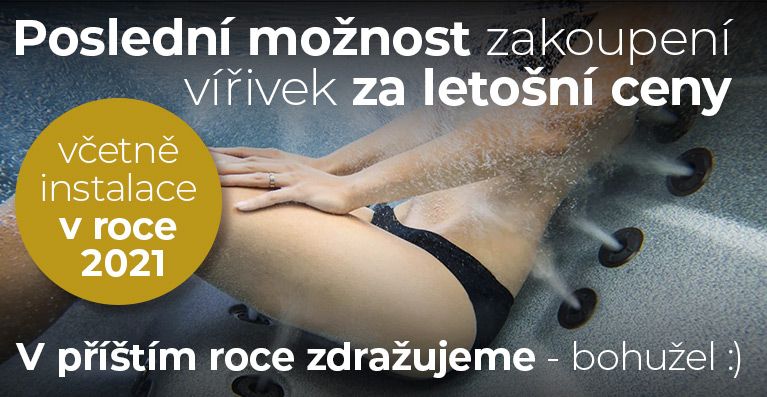 Poslední možnost zakoupení
vířivek za letošní ceny
včetně
instalace
v roce
2021
V příštím roce zdražujeme - bohužel :)